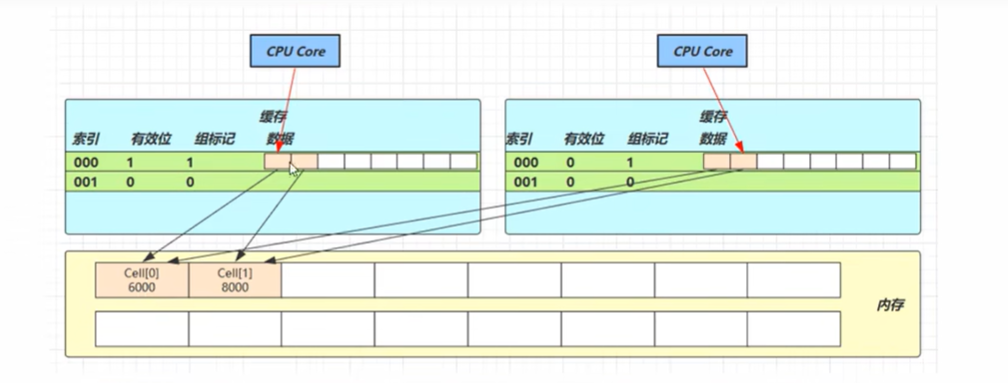 CPU Core
CPU Core
缓存
索引 有效位 组标记 数据
000 1 1
001 0 0
缓存
索引 有效位 组标记 数据
000 0 1
001 0 0
Cell[0]
6000
Cell[1]
8000
内存